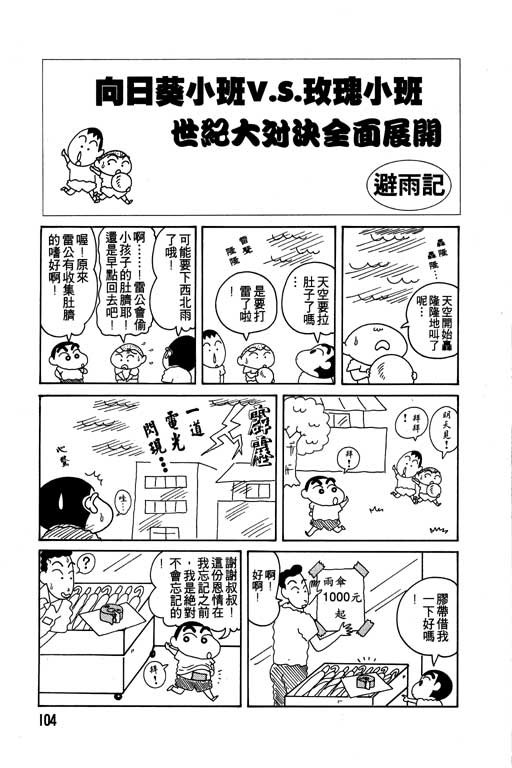 向日葵小班V.S.玫瑰小班
世紀大対決全面展開
避雨記
轟隆
隆隆…
天空開始轟
隆隆地叫了
呢…
雷聲
隆隆
天空要拉
肚子了嗎
？
是要打
雷了啦
！
可能要下西北雨
了哦！
啊……！雷公會偷
小孩子的肚臍耶！
還是早點回去吧！
喔！原來
雷公有收集肚臍
的嗜好啊！
明天見！
拜拜！
拜拜！
霹靂
一道
電光
閃現…
哇…
心驚
膠帶借我
一下好嗎
！
雨傘
1000元
起
啊！
好啊！
謝謝叔叔！
這份恩情在
我忘記之前
，我是絕對
不會忘記的
！
？
拜！
104